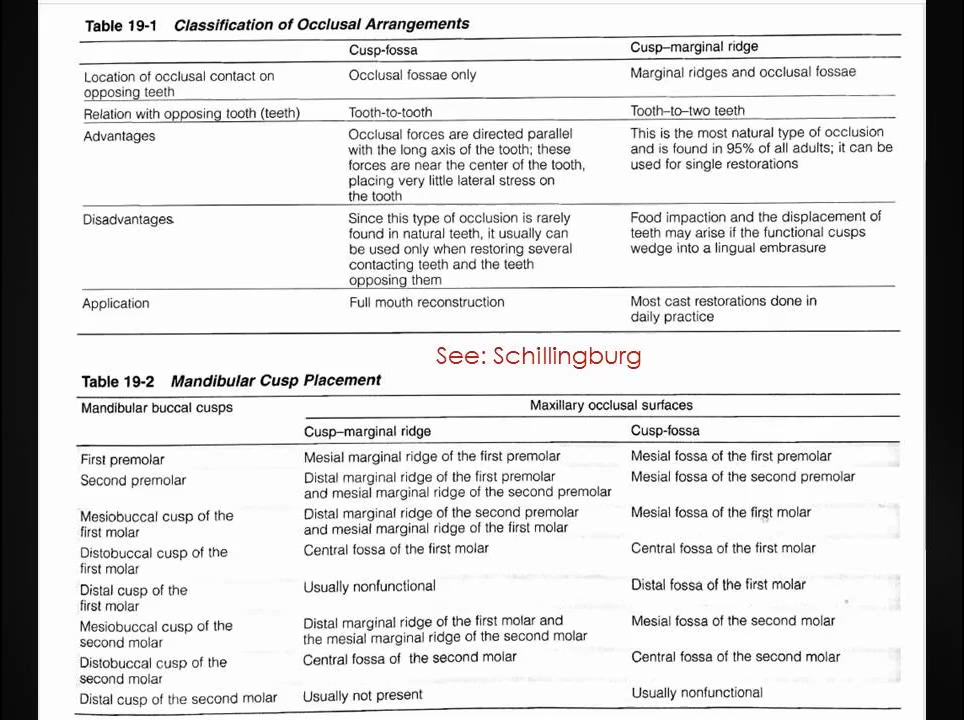 Table 19-1 Classification of Occlusal Arrangements
Cusp-fossa Cusp–marginal ridge
Location of occlusal contact on Occlusal fossae only Marginal ridges and occlusal fossae
opposing teeth
Relation with opposing tooth (teeth) Tooth-to-tooth Tooth–to–two teeth
Advantages Occlusal forces are directed parallel This is the most natural type of occlusion
with the long axis of the tooth; these and is found in 95% of all adults; it can be
forces are near the center of the tooth, used for single restorations
placing very little lateral stress on
the tooth
Disadvantages Since this type of occlusion is rarely Food impaction and the displacement of
found in natural teeth, it usually can teeth may arise if the functional cusps
be used only when restoring several wedge into a lingual embrasure
contacting teeth and the teeth
opposing them
Application Full mouth reconstruction Most cast restorations done in
daily practice
See: Schillingburg
Table 19-2 Mandibular Cusp Placement
Mandibular buccal cusps Maxillary occlusal surfaces
Cusp–marginal ridge Cusp-fossa
First premolar Mesial marginal ridge of the first premolar Mesial fossa of the first premolar
Second premolar Distal marginal ridge of the first premolar Mesial fossa of the second premolar
and mesial marginal ridge of the second premolar
Mesiobuccal cusp of the Distal marginal ridge of the second premolar Mesial fossa of the first molar
first molar and mesial marginal ridge of the first molar
Distobuccal cusp of the Central fossa of the first molar Central fossa of the first molar
first molar
Distal cusp of the Usually nonfunctional Distal fossa of the first molar
first molar
Mesiobuccal cusp of the Distal marginal ridge of the first molar and Mesial fossa of the second molar
second molar the mesial marginal ridge of the second molar
Distobuccal cusp of the Central fossa of the second molar Central fossa of the second molar
second molar
Distal cusp of the second molar Usually not present Usually nonfunctional